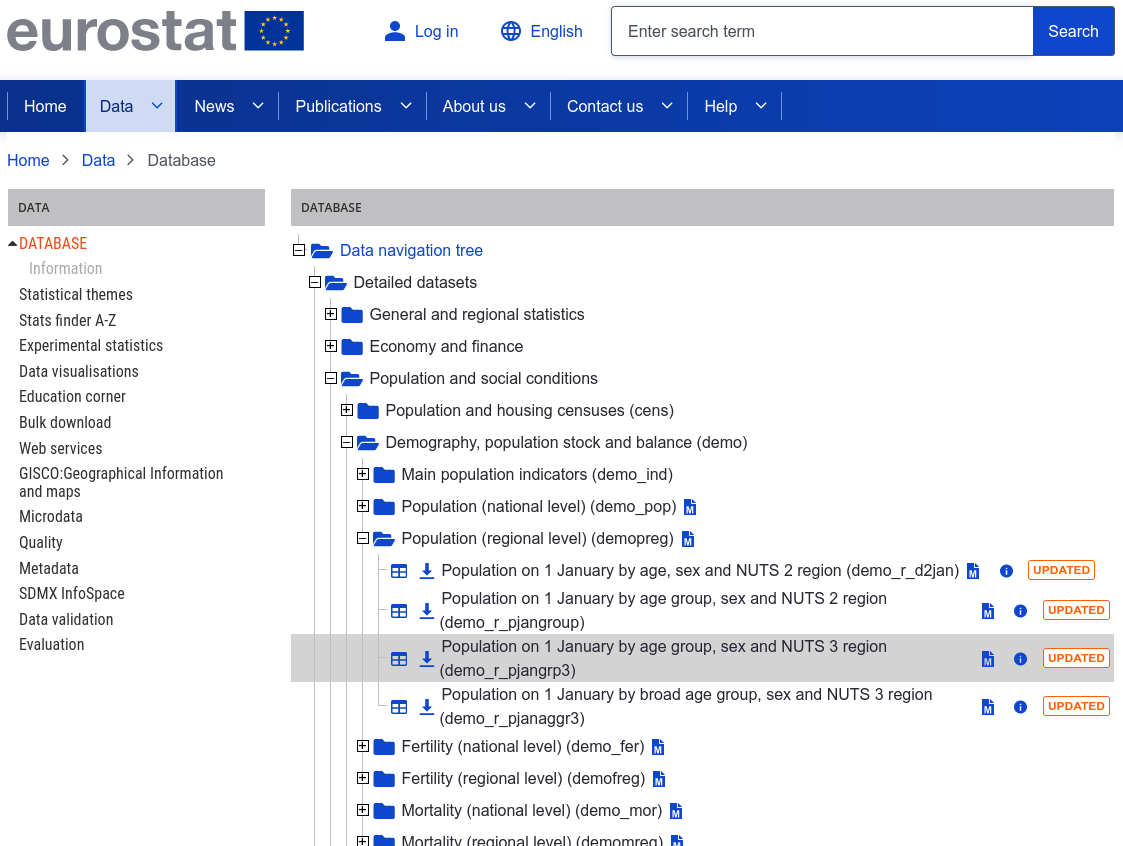 eurostat
Log in
English
Enter search term
Search
Home
Data
News
Publications
About us
Contact us
Help
Home
Data
Database
DATA
DATABASE
Information
Statistical themes
Stats finder A-Z
Experimental statistics
Data visualisations
Education corner
Bulk download
Web services
GISCO:Geographical Information
and maps
Microdata
Quality
Metadata
SDMX InfoSpace
Data validation
Evaluation
DATABASE
Data navigation tree
Detailed datasets
General and regional statistics
Economy and finance
Population and social conditions
Population and housing censuses (cens)
Demography, population stock and balance (demo)
Main population indicators (demo_ind)
Population (national level) (demo_pop) M
Population (regional level) (demopreg) M
Population on 1 January by age, sex and NUTS 2 region (demo_r_d2jan) M i UPDATED
Population on 1 January by age group, sex and NUTS 2 region
(demo_r_pjangroup) M i UPDATED
Population on 1 January by age group, sex and NUTS 3 region
(demo_r_pjangrp3) M i UPDATED
Population on 1 January by broad age group, sex and NUTS 3 region
(demo_r_pjanaggr3) M i UPDATED
Fertility (national level) (demo_fer) M
Fertility (regional level) (demofreg) M
Mortality (national level) (demo_mor) M
Mortality (regional level) (demomreg) M